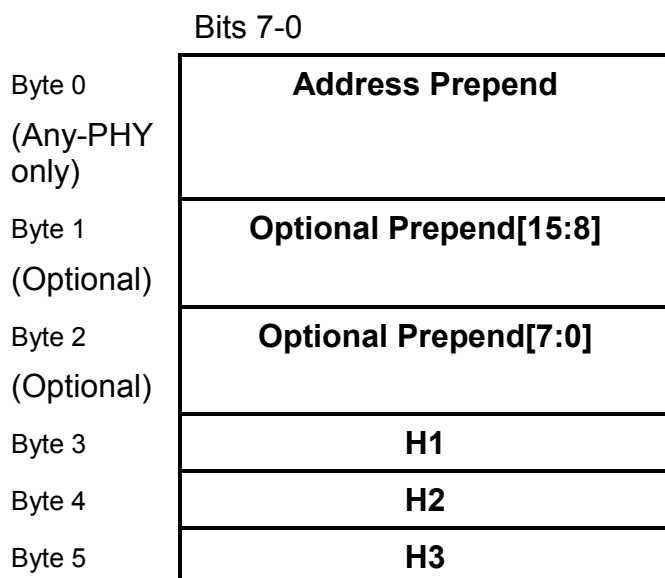 Bits 7-0
Byte 0
Address Prepend
(Any-PHY
only)
Byte 1
Optional Prepend[15:8]
(Optional)
Byte 2
Optional Prepend[7:0]
(Optional)
Byte 3
H1
Byte 4
H2
Byte 5
H3